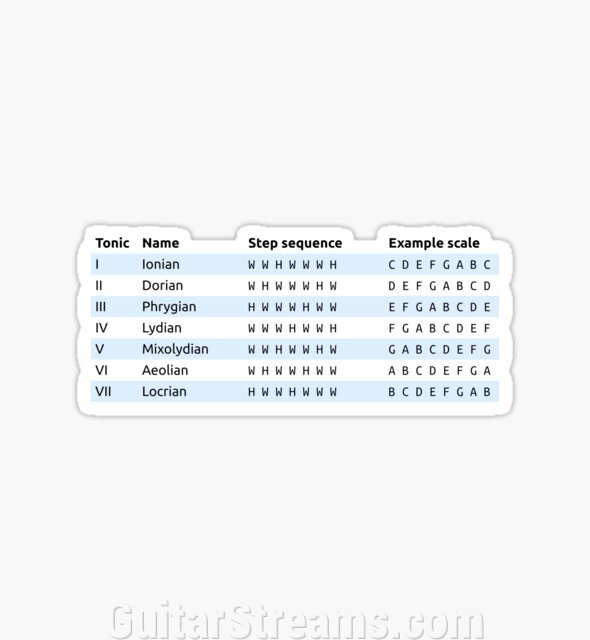 Tonic Name Step sequence Example scale
I Ionian W W H W W W H C D E F G A B C
II Dorian W H W W W H W D E F G A B C D
III Phrygian H W W W H W W E F G A B C D E
IV Lydian W W W H W W H F G A B C D E F
V Mixolydian W W H W W H W G A B C D E F G
VI Aeolian W H W W H W W A B C D E F G A
VII Locrian H W W H W W W B C D E F G A B
GuitarStreams.com